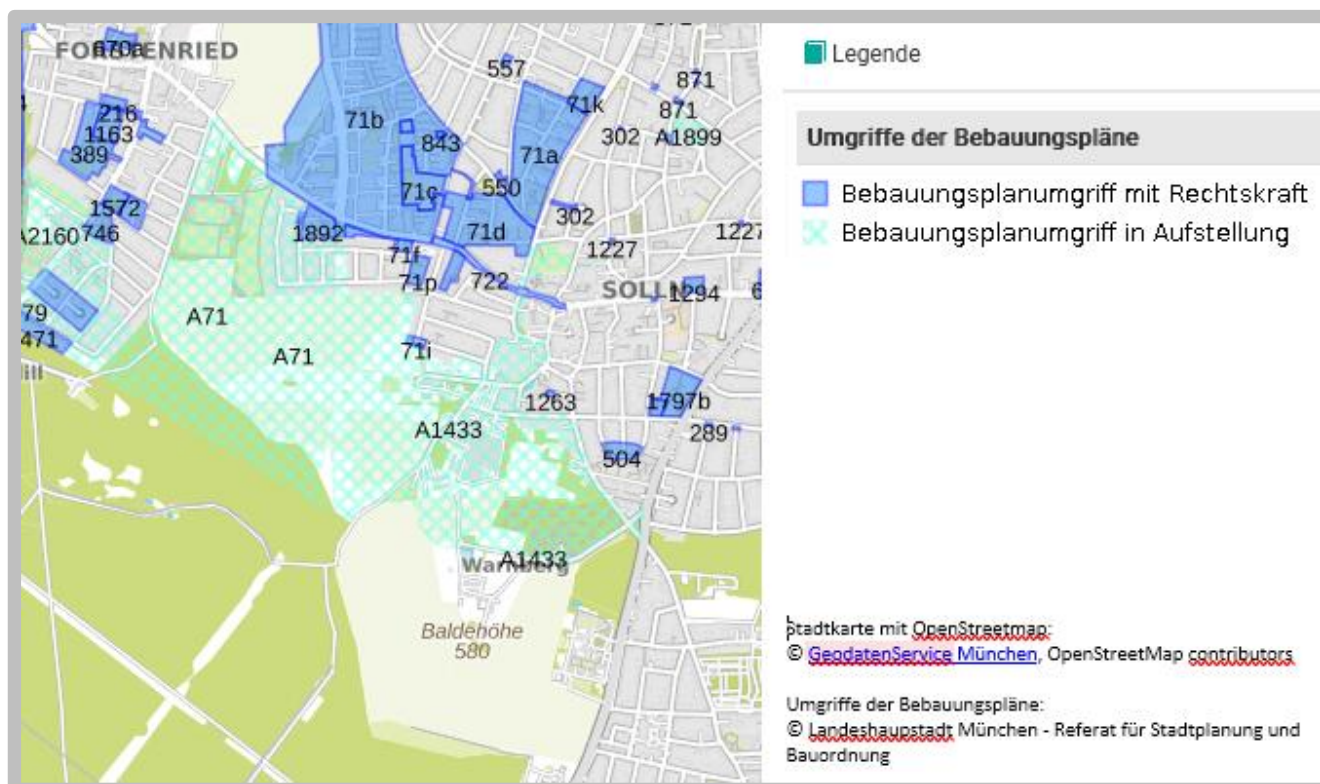 FORSTENRIED
670a
557
871
216
71b
71k
871
1163
843
302
A1899
389
71a
71c
550
1572
302
A2160
746
1892
71d
1227
1227
71f
71p
722
SOLLN
1294
79
A71
471
71i
A71
1263
1797b
A1433
289
504
A1433
Warnberg
Baldehöhe
580
Legende
Umgriffe der Bebauungspläne
Bebauungsplanumgriff mit Rechtskraft
Bebauungsplanumgriff in Aufstellung
Stadtkarte mit OpenStreetmap:
© GeodatenService München, OpenStreetMap contributors
Umgriffe der Bebauungspläne:
© Landeshaupstadt München - Referat für Stadtplanung und
Bauordnung